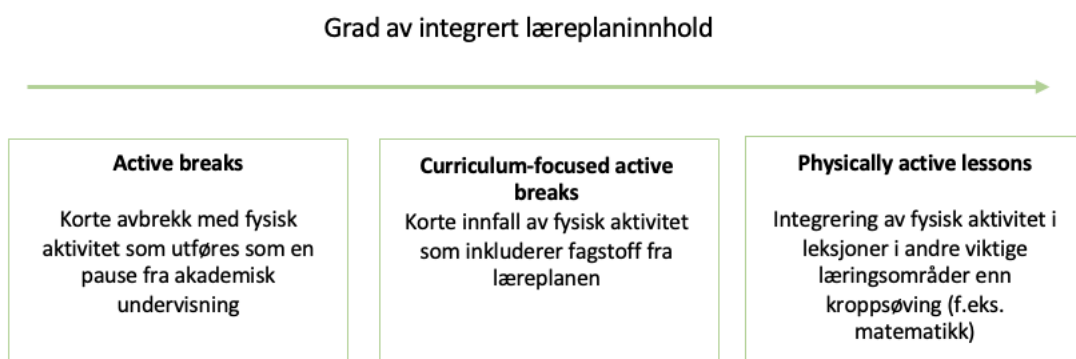 Grad av integrert læreplaninnhold
Active breaks
Korte avbrekk med fysisk
aktivitet som utføres som en
pause fra akademisk
undervisning
Curriculum-focused active
breaks
Korte innfall av fysisk aktivitet
som inkluderer fagstoff fra
læreplanen
Physically active lessons
Integrering av fysisk aktivitet i
leksjoner i andre viktige
læringsområder enn
kroppsøving (f.eks.
matematikk)